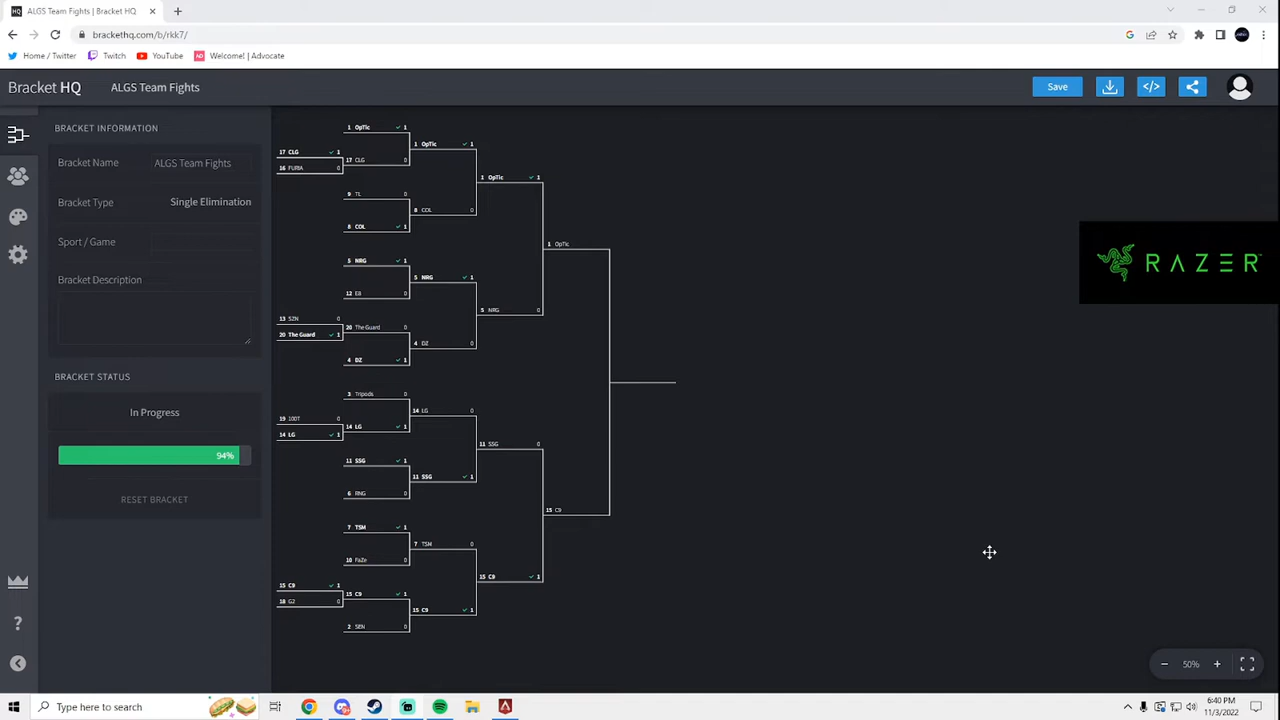 ALGS Team Fights | Bracket HQ
brackethq.com/b/rkk7/
Home / Twitter
Twitch
YouTube
Welcome! | Advocate
Bracket HQ
ALGS Team Fights
Save
BRACKET INFORMATION
Bracket Name
ALGS Team Fights
Bracket Type
Single Elimination
Sport / Game
Bracket Description
BRACKET STATUS
In Progress
94%
RESET BRACKET
17 CLG 1
16 FURIA 0
13 SZN 0
20 The Guard 1
19 100T 0
14 LG 1
15 C9 1
18 G2 0
1 OpTic 1
17 CLG 0
9 TL 0
8 COL 1
5 NRG 1
12 EB 0
20 The Guard 0
4 DZ 1
3 Tripods 0
14 LG 1
11 SSG 1
6 RNG 0
7 TSM 1
10 FaZe 0
15 C9 1
2 SEN 0
1 OpTic 1
8 COL 0
5 NRG 1
4 DZ 0
14 LG 0
11 SSG 1
7 TSM 0
15 C9 1
1 OpTic 1
5 NRG 0
11 SSG 0
15 C9 1
1 OpTic
15 C9
RAZER
50%
Type here to search
6:40 PM
11/3/2022